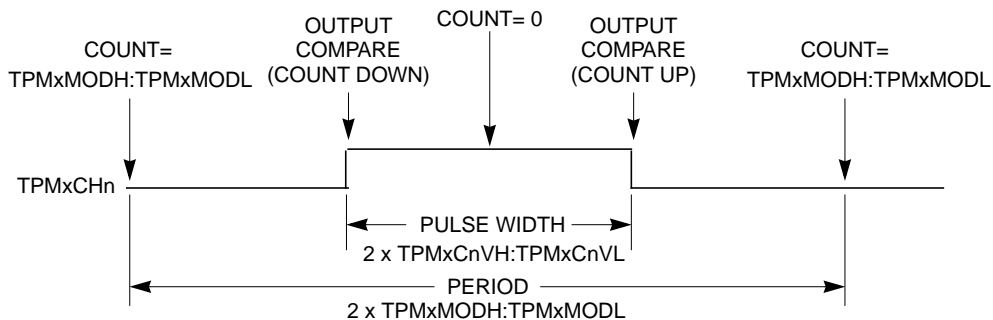 COUNT=
TPMxMODH:TPMxMODL
OUTPUT
COMPARE
(COUNT DOWN)
COUNT= 0
OUTPUT
COMPARE
(COUNT UP)
COUNT=
TPMxMODH:TPMxMODL
TPMxCHn
PULSE WIDTH
2 x TPMxCnVH:TPMxCnVL
PERIOD
2 x TPMxMODH:TPMxMODL